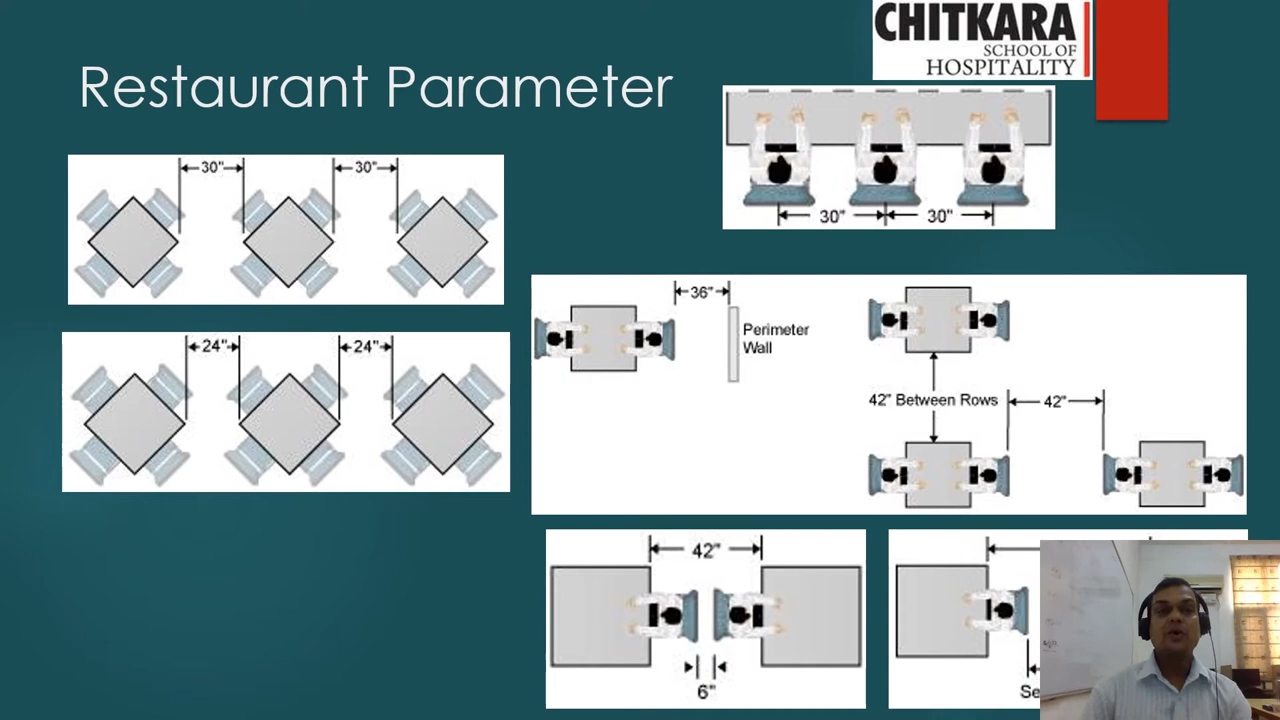 CHITKARA
SCHOOL OF
HOSPITALITY
Restaurant Parameter
30" 30"
30" 30"
24" 24"
36"
Perimeter
Wall
42" Between Rows
42"
42"
6"